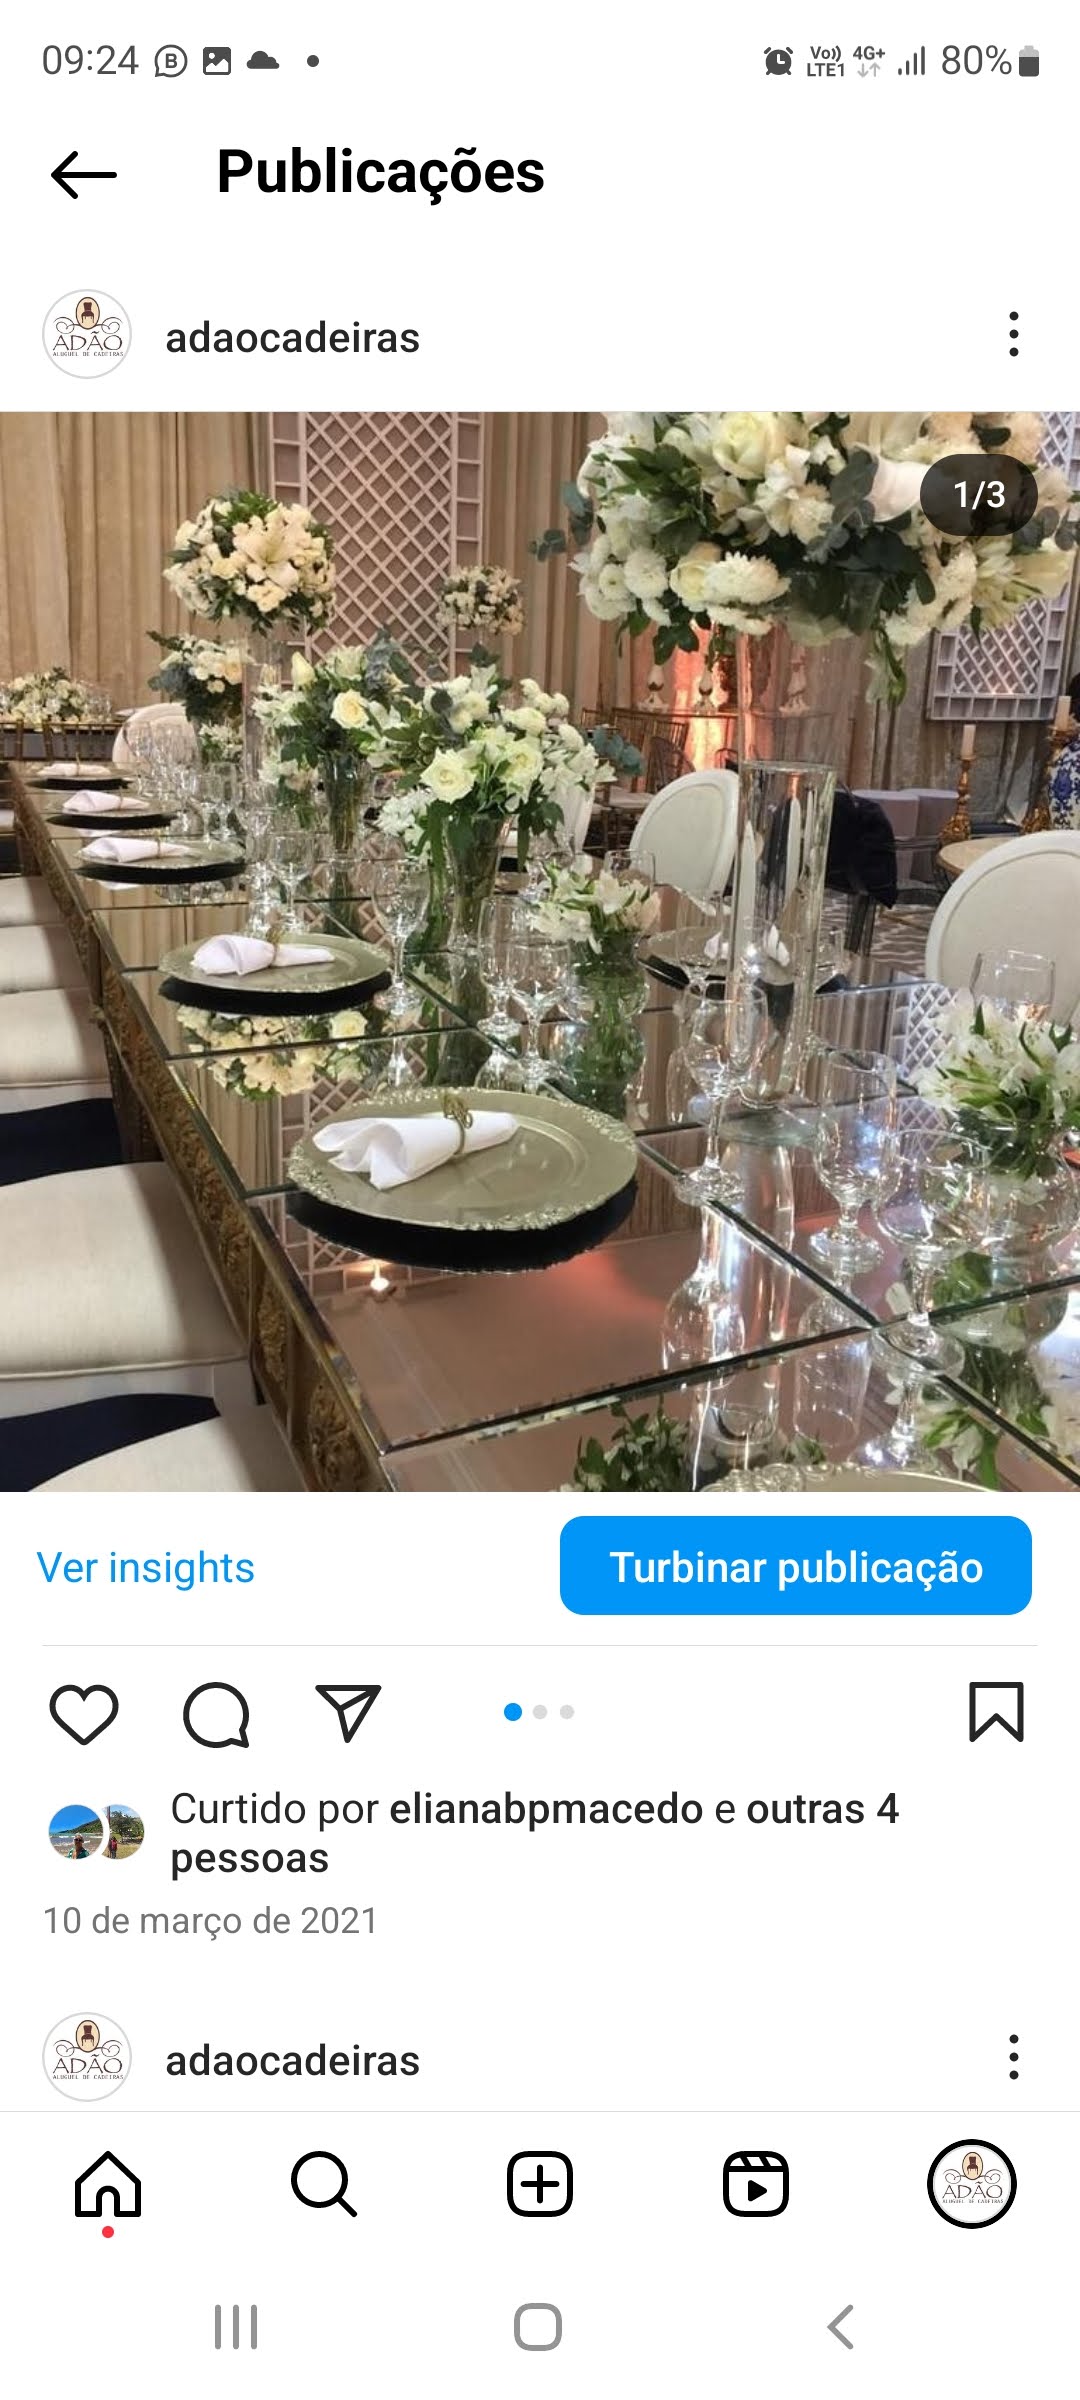 09:24
Vo)) 4G+
LTE1
80%
Publicações
ADÃO
ALUGUEL DE CADEIRAS
adaocadeiras
1/3
Ver insights
Turbinar publicação
Curtido por elianabpmacedo e outras 4
pessoas
10 de março de 2021
ADÃO
ALUGUEL DE CADEIRAS
adaocadeiras
ADÃO
ALUGUEL DE CADEIRAS